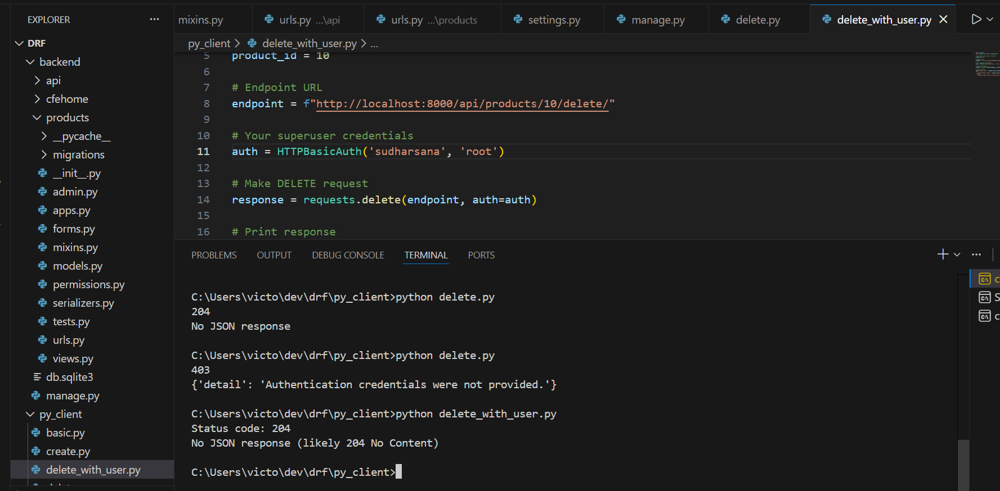 EXPLORER
DRF
backend
api
cfehome
products
__pycache__
migrations
__init__.py
admin.py
apps.py
forms.py
mixins.py
models.py
permissions.py
serializers.py
tests.py
urls.py
views.py
db.sqlite3
manage.py
py_client
basic.py
create.py
delete_with_user.py
mixins.py urls.py ...\api urls.py ...\products settings.py manage.py delete.py delete_with_user.py
py_client > delete_with_user.py > ...
5 product_id = 10
6
7 # Endpoint URL
8 endpoint = f"http://localhost:8000/api/products/10/delete/"
9
10 # Your superuser credentials
11 auth = HTTPBasicAuth('sudharsana', 'root')
12
13 # Make DELETE request
14 response = requests.delete(endpoint, auth=auth)
15
16 # Print response
PROBLEMS OUTPUT DEBUG CONSOLE TERMINAL PORTS
C:\Users\victo\dev\drf\py_client>python delete.py
204
No JSON response
C:\Users\victo\dev\drf\py_client>python delete.py
403
{'detail': 'Authentication credentials were not provided.'}
C:\Users\victo\dev\drf\py_client>python delete_with_user.py
Status code: 204
No JSON response (likely 204 No Content)
C:\Users\victo\dev\drf\py_client>